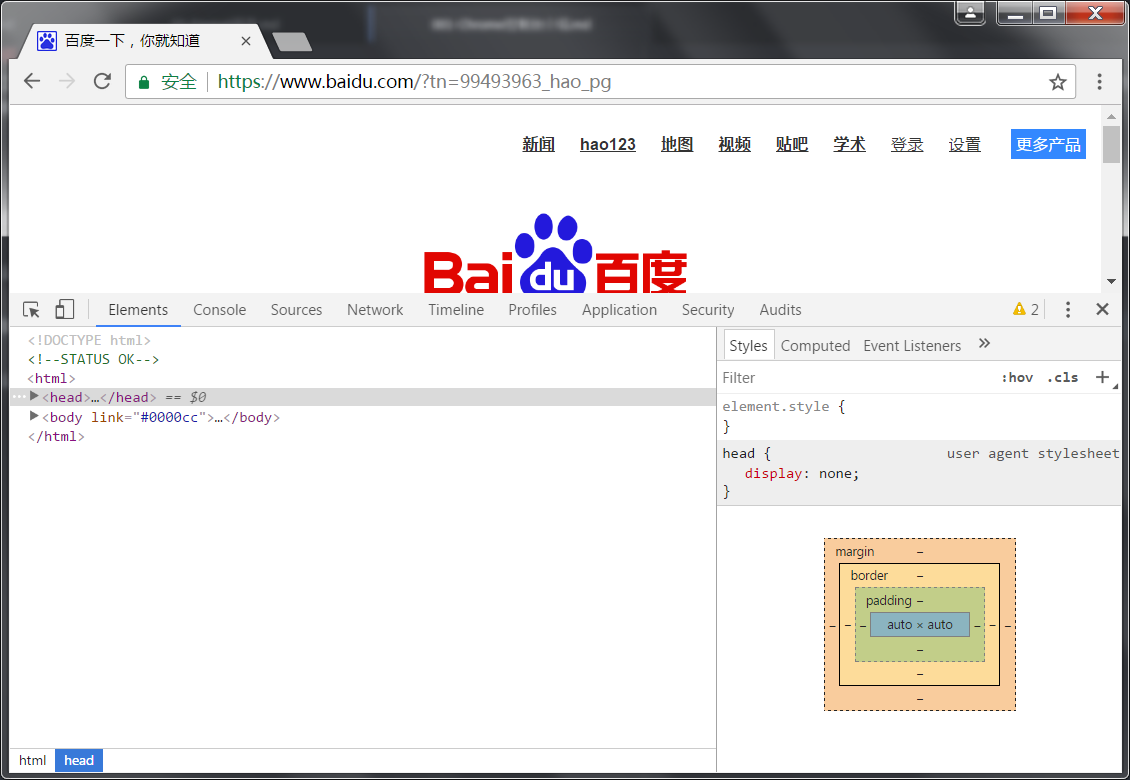 百度一下，你就知道
安全 https://www.baidu.com/?tn=99493963_hao_pg
新闻 hao123 地图 视频 贴吧 学术 登录 设置 更多产品
Bai du 百度
Elements Console Sources Network Timeline Profiles Application Security Audits 2
<!DOCTYPE html>
<!--STATUS OK-->
<html>
<head>…</head> == $0
<body link="#0000cc">…</body>
</html>
html head
Styles Computed Event Listeners »
Filter :hov .cls +
element.style {
}
head { user agent stylesheet
display: none;
}
margin –
border –
padding –
– – – auto × auto – – –
–
–
–